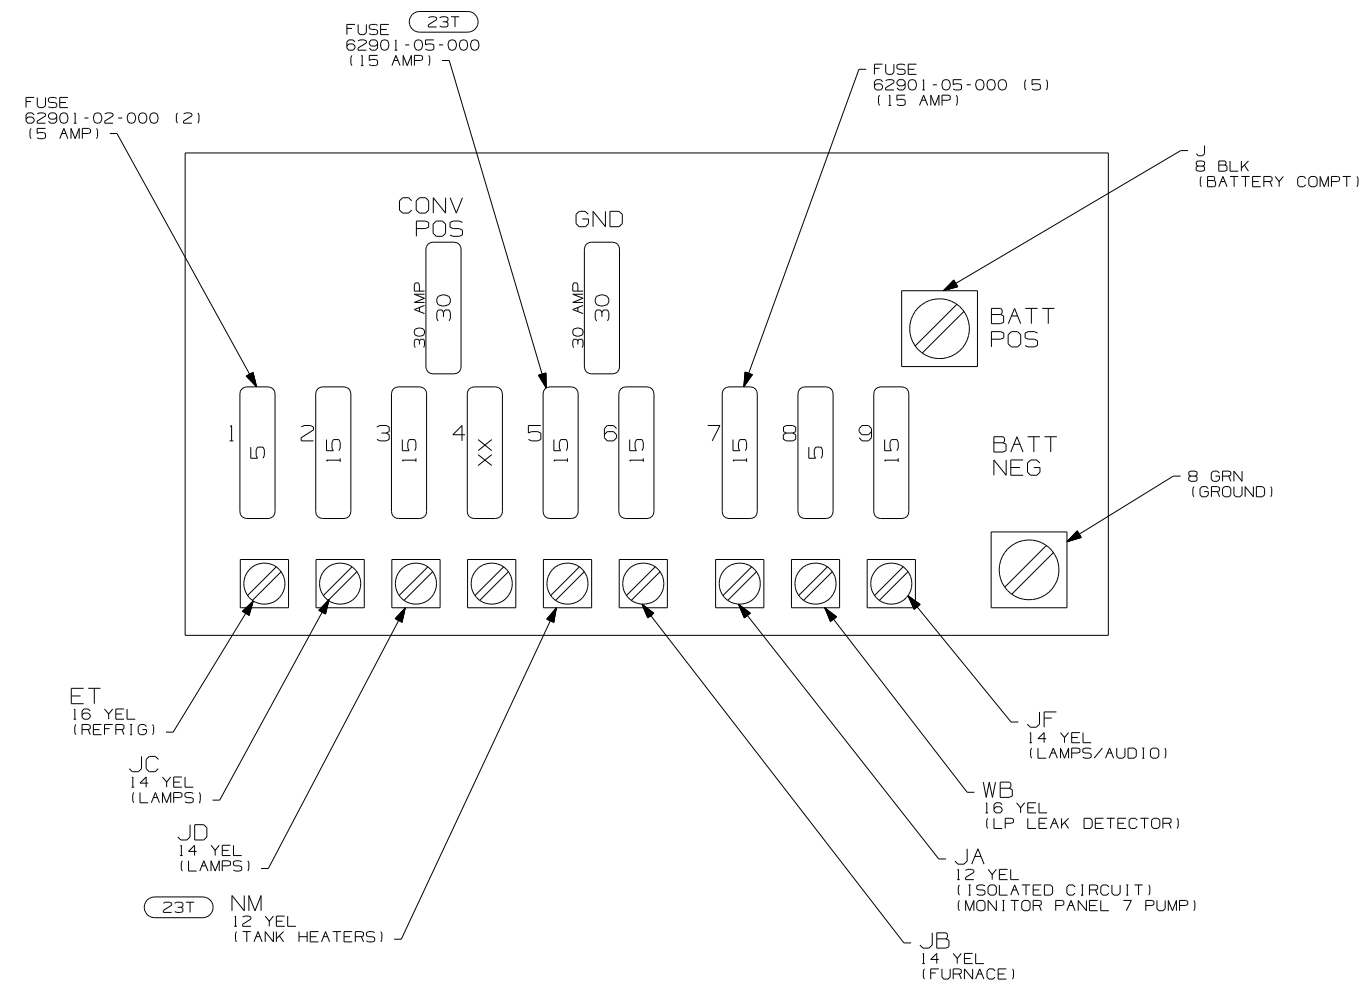 FUSE 23T
62901-05-000
(15 AMP)
FUSE
62901-05-000 (5)
(15 AMP)
FUSE
62901-02-000 (2)
(5 AMP)
J
8 BLK
(BATTERY COMPT)
CONV
POS
GND
30 AMP
30
30 AMP
30
BATT
POS
1
5
2
15
3
15
4
XX
5
15
6
15
7
15
8
5
9
15
BATT
NEG
8 GRN
(GROUND)
ET
16 YEL
(REFRIG)
JC
14 YEL
(LAMPS)
JD
14 YEL
(LAMPS)
23T
NM
12 YEL
(TANK HEATERS)
JF
14 YEL
(LAMPS/AUDIO)
WB
16 YEL
(LP LEAK DETECTOR)
JA
12 YEL
(ISOLATED CIRCUIT)
(MONITOR PANEL 7 PUMP)
JB
14 YEL
(FURNACE)